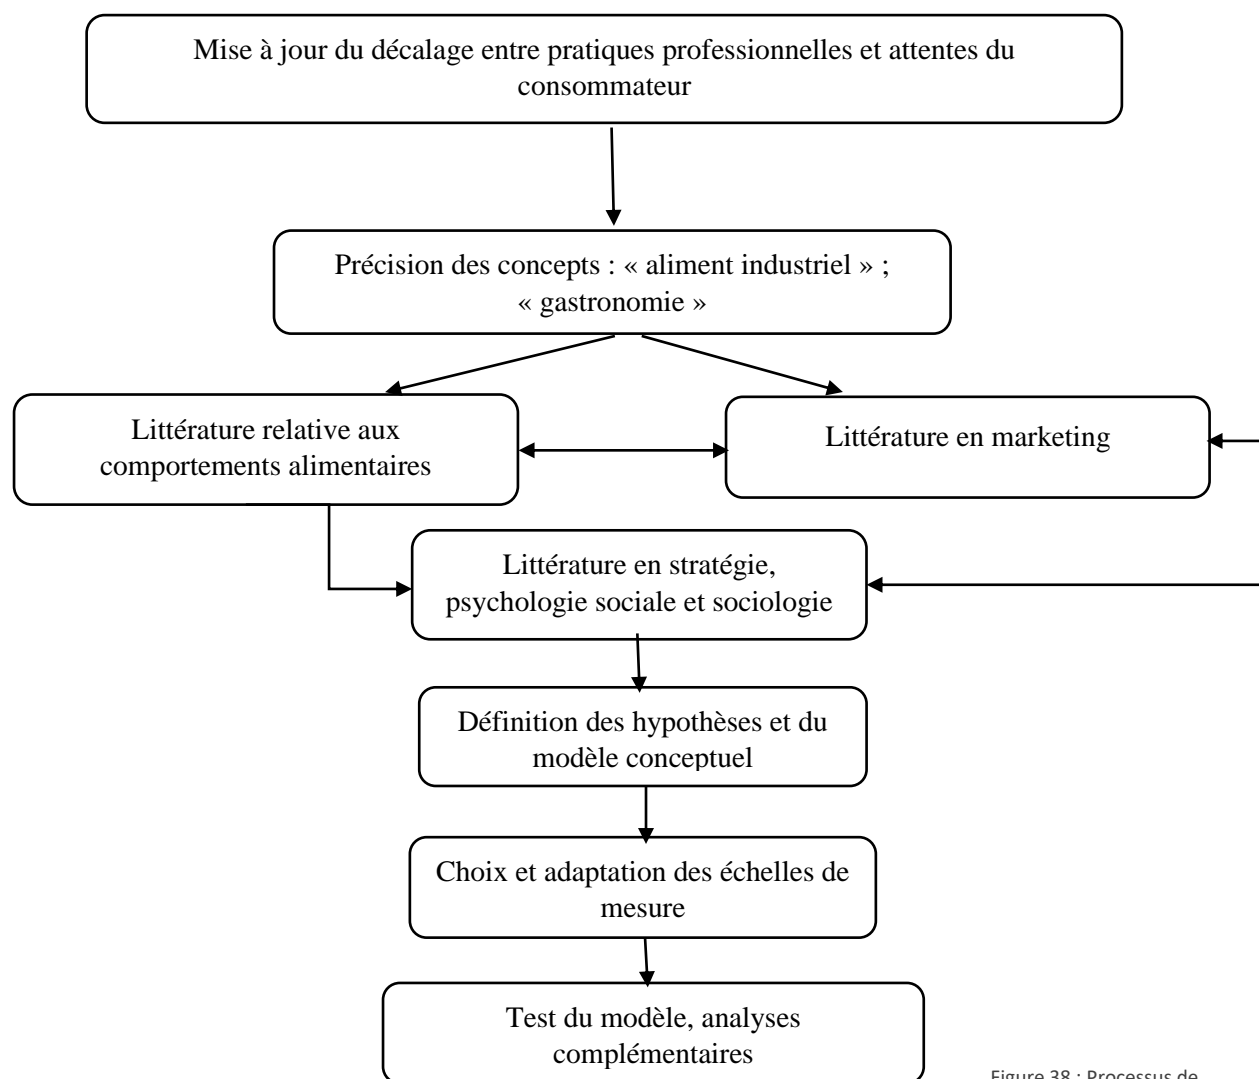 Mise à jour du décalage entre pratiques professionnelles et attentes du
consommateur
Précision des concepts : « aliment industriel » ;
« gastronomie »
Littérature relative aux
comportements alimentaires
Littérature en marketing
Littérature en stratégie,
psychologie sociale et sociologie
Définition des hypothèses et du
modèle conceptuel
Choix et adaptation des échelles de
mesure
Test du modèle, analyses
complémentaires
Figure 38 : Processus de